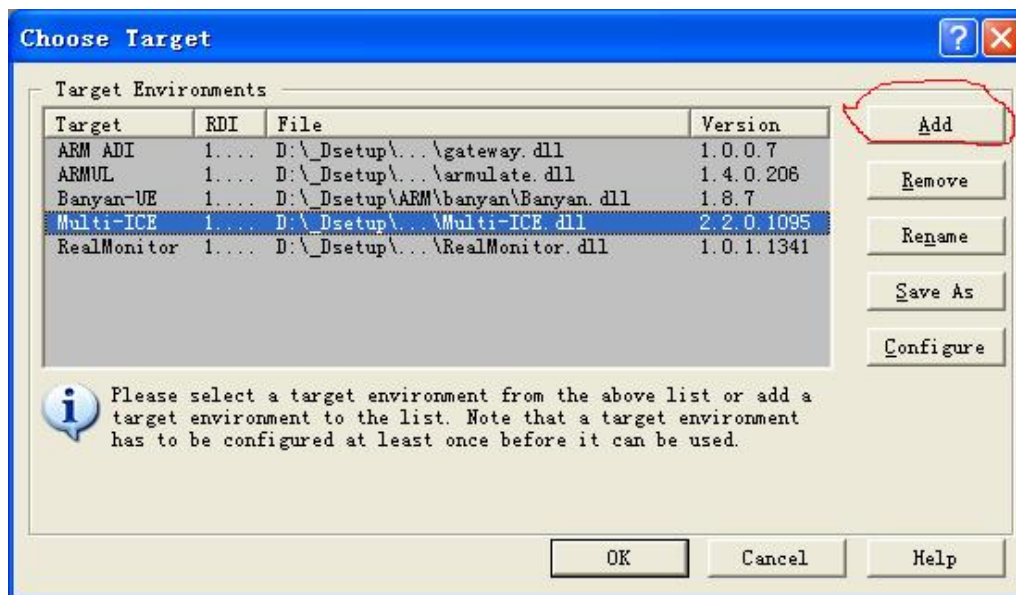 Choose Target
Target Environments
Target RDI File Version
ARM ADI 1.... D:\_Dsetup\...\gateway.dll 1.0.0.7
ARMUL 1.... D:\_Dsetup\...\armulate.dll 1.4.0.206
Banyan-UE 1.... D:\_Dsetup\ARM\banyan\Banyan.dll 1.8.7
Multi-ICE 1.... D:\_Dsetup\...\Multi-ICE.dll 2.2.0.1095
RealMonitor 1.... D:\_Dsetup\...\RealMonitor.dll 1.0.1.1341
Add
Remove
Rename
Save As
Configure
Please select a target environment from the above list or add a
target environment to the list. Note that a target environment
has to be configured at least once before it can be used.
OK Cancel Help